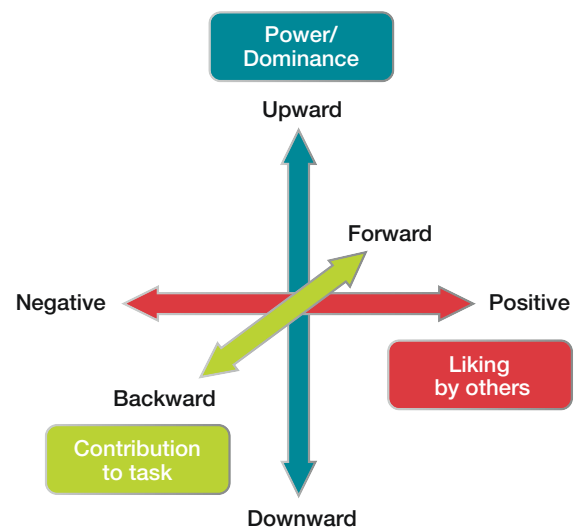 Power/
Dominance
Upward
Forward
Negative
Positive
Liking
by others
Backward
Contribution
to task
Downward